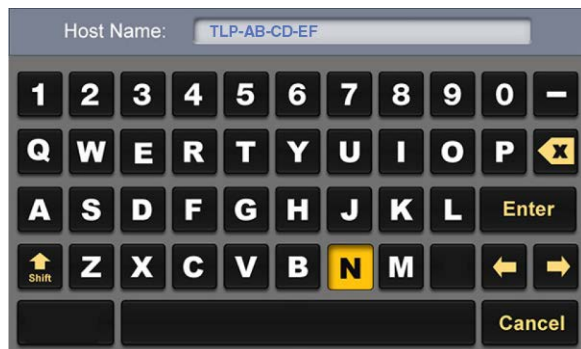 Host Name: TLP-AB-CD-EF
1 2 3 4 5 6 7 8 9 0 –
Q W E R T Y U I O P X
A S D F G H J K L Enter
Shift Z X C V B N M
Cancel